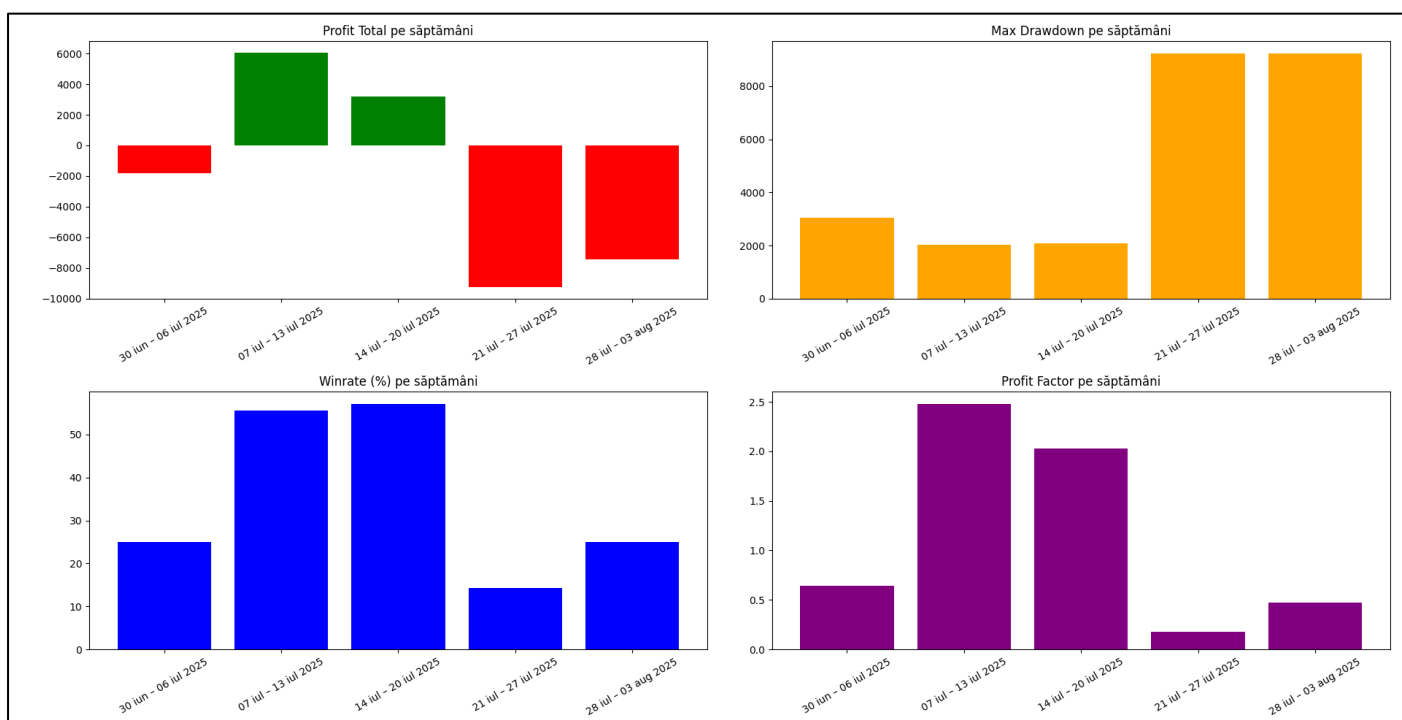 Profit Total pe săptămâni
6000
4000
2000
0
−2000
−4000
−6000
−8000
−10000
30 iun – 06 iul 2025
07 iul – 13 iul 2025
14 iul – 20 iul 2025
21 iul – 27 iul 2025
28 iul – 03 aug 2025
Max Drawdown pe săptămâni
8000
6000
4000
2000
0
30 iun – 06 iul 2025
07 iul – 13 iul 2025
14 iul – 20 iul 2025
21 iul – 27 iul 2025
28 iul – 03 aug 2025
Winrate (%) pe săptămâni
50
40
30
20
10
0
30 iun – 06 iul 2025
07 iul – 13 iul 2025
14 iul – 20 iul 2025
21 iul – 27 iul 2025
28 iul – 03 aug 2025
Profit Factor pe săptămâni
2.5
2.0
1.5
1.0
0.5
0.0
30 iun – 06 iul 2025
07 iul – 13 iul 2025
14 iul – 20 iul 2025
21 iul – 27 iul 2025
28 iul – 03 aug 2025